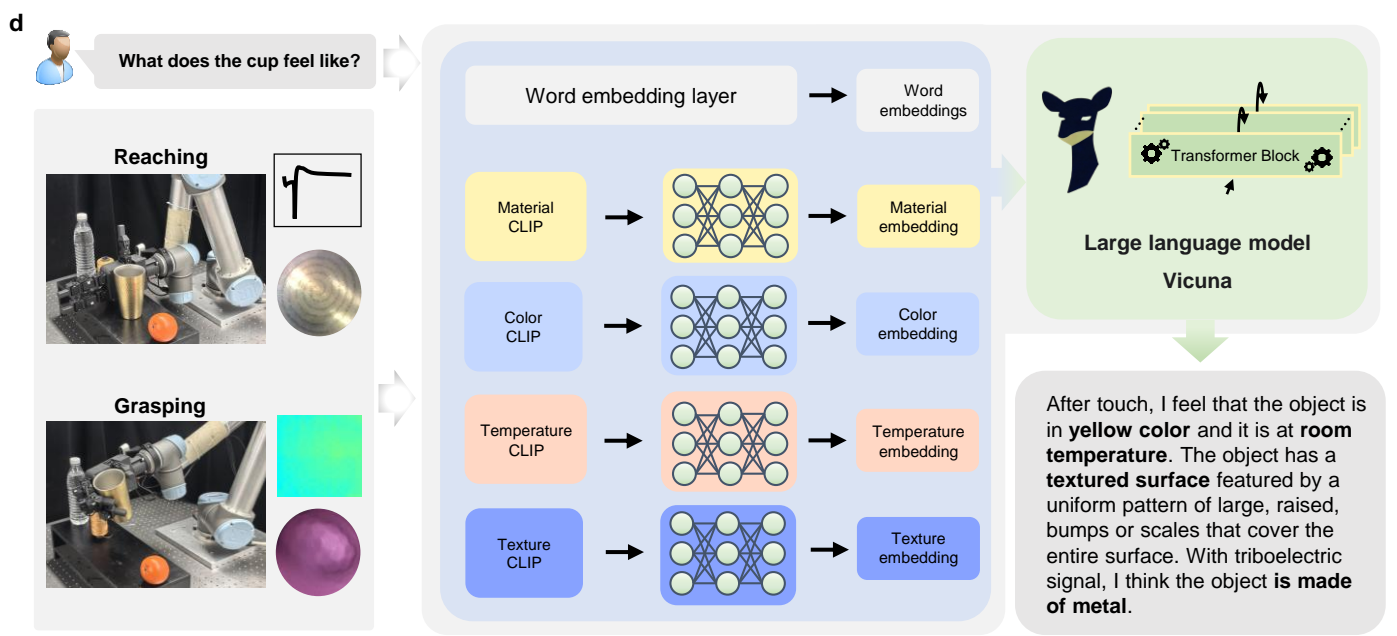 d
What does the cup feel like?
Reaching
Grasping
Word embedding layer
Word
embeddings
Material
CLIP
Material
embedding
Color
CLIP
Color
embedding
Temperature
CLIP
Temperature
embedding
Texture
CLIP
Texture
embedding
Transformer Block
Large language model
Vicuna
After touch, I feel that the object is
in yellow color and it is at room
temperature. The object has a
textured surface featured by a
uniform pattern of large, raised,
bumps or scales that cover the
entire surface. With triboelectric
signal, I think the object is made
of metal.